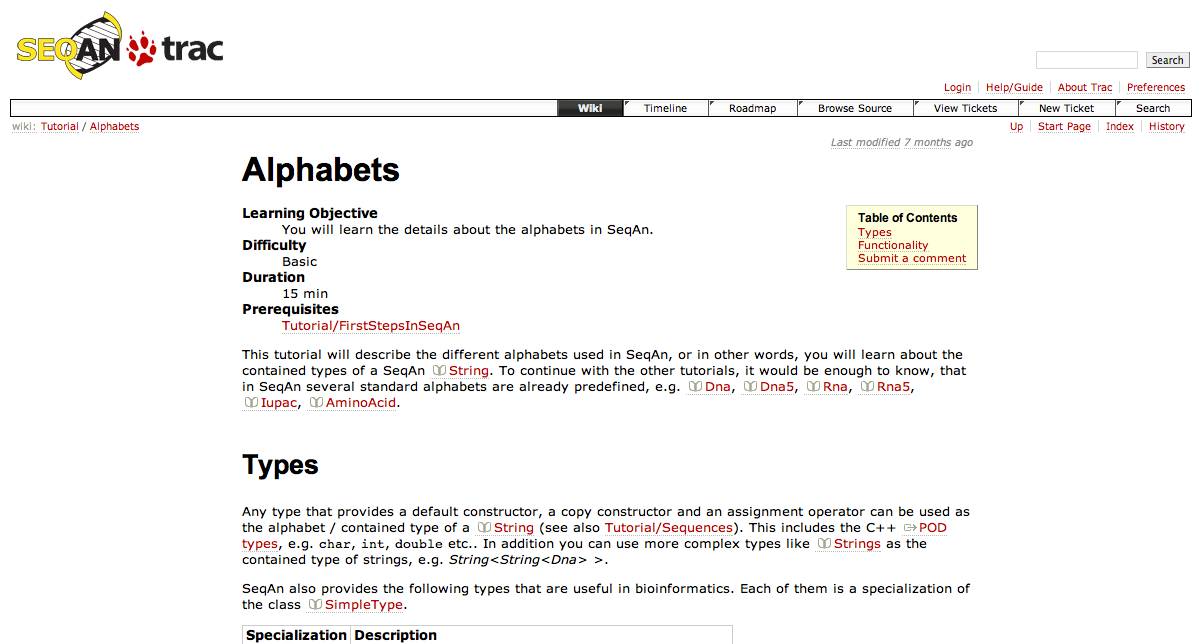 SEQAN trac
Search
Login Help/Guide About Trac Preferences
Wiki Timeline Roadmap Browse Source View Tickets New Ticket Search
wiki: Tutorial / Alphabets
Up Start Page Index History
Last modified 7 months ago
Alphabets
Learning Objective
You will learn the details about the alphabets in SeqAn.
Difficulty
Basic
Duration
15 min
Prerequisites
Tutorial/FirstStepsInSeqAn
Table of Contents
Types
Functionality
Submit a comment
This tutorial will describe the different alphabets used in SeqAn, or in other words, you will learn about the
contained types of a SeqAn String. To continue with the other tutorials, it would be enough to know, that
in SeqAn several standard alphabets are already predefined, e.g. Dna, Dna5, Rna, Rna5,
Iupac, AminoAcid.
Types
Any type that provides a default constructor, a copy constructor and an assignment operator can be used as
the alphabet / contained type of a String (see also Tutorial/Sequences). This includes the C++ POD
types, e.g. char, int, double etc.. In addition you can use more complex types like Strings as the
contained type of strings, e.g. String<String<Dna> >.
SeqAn also provides the following types that are useful in bioinformatics. Each of them is a specialization of
the class SimpleType.
Specialization Description